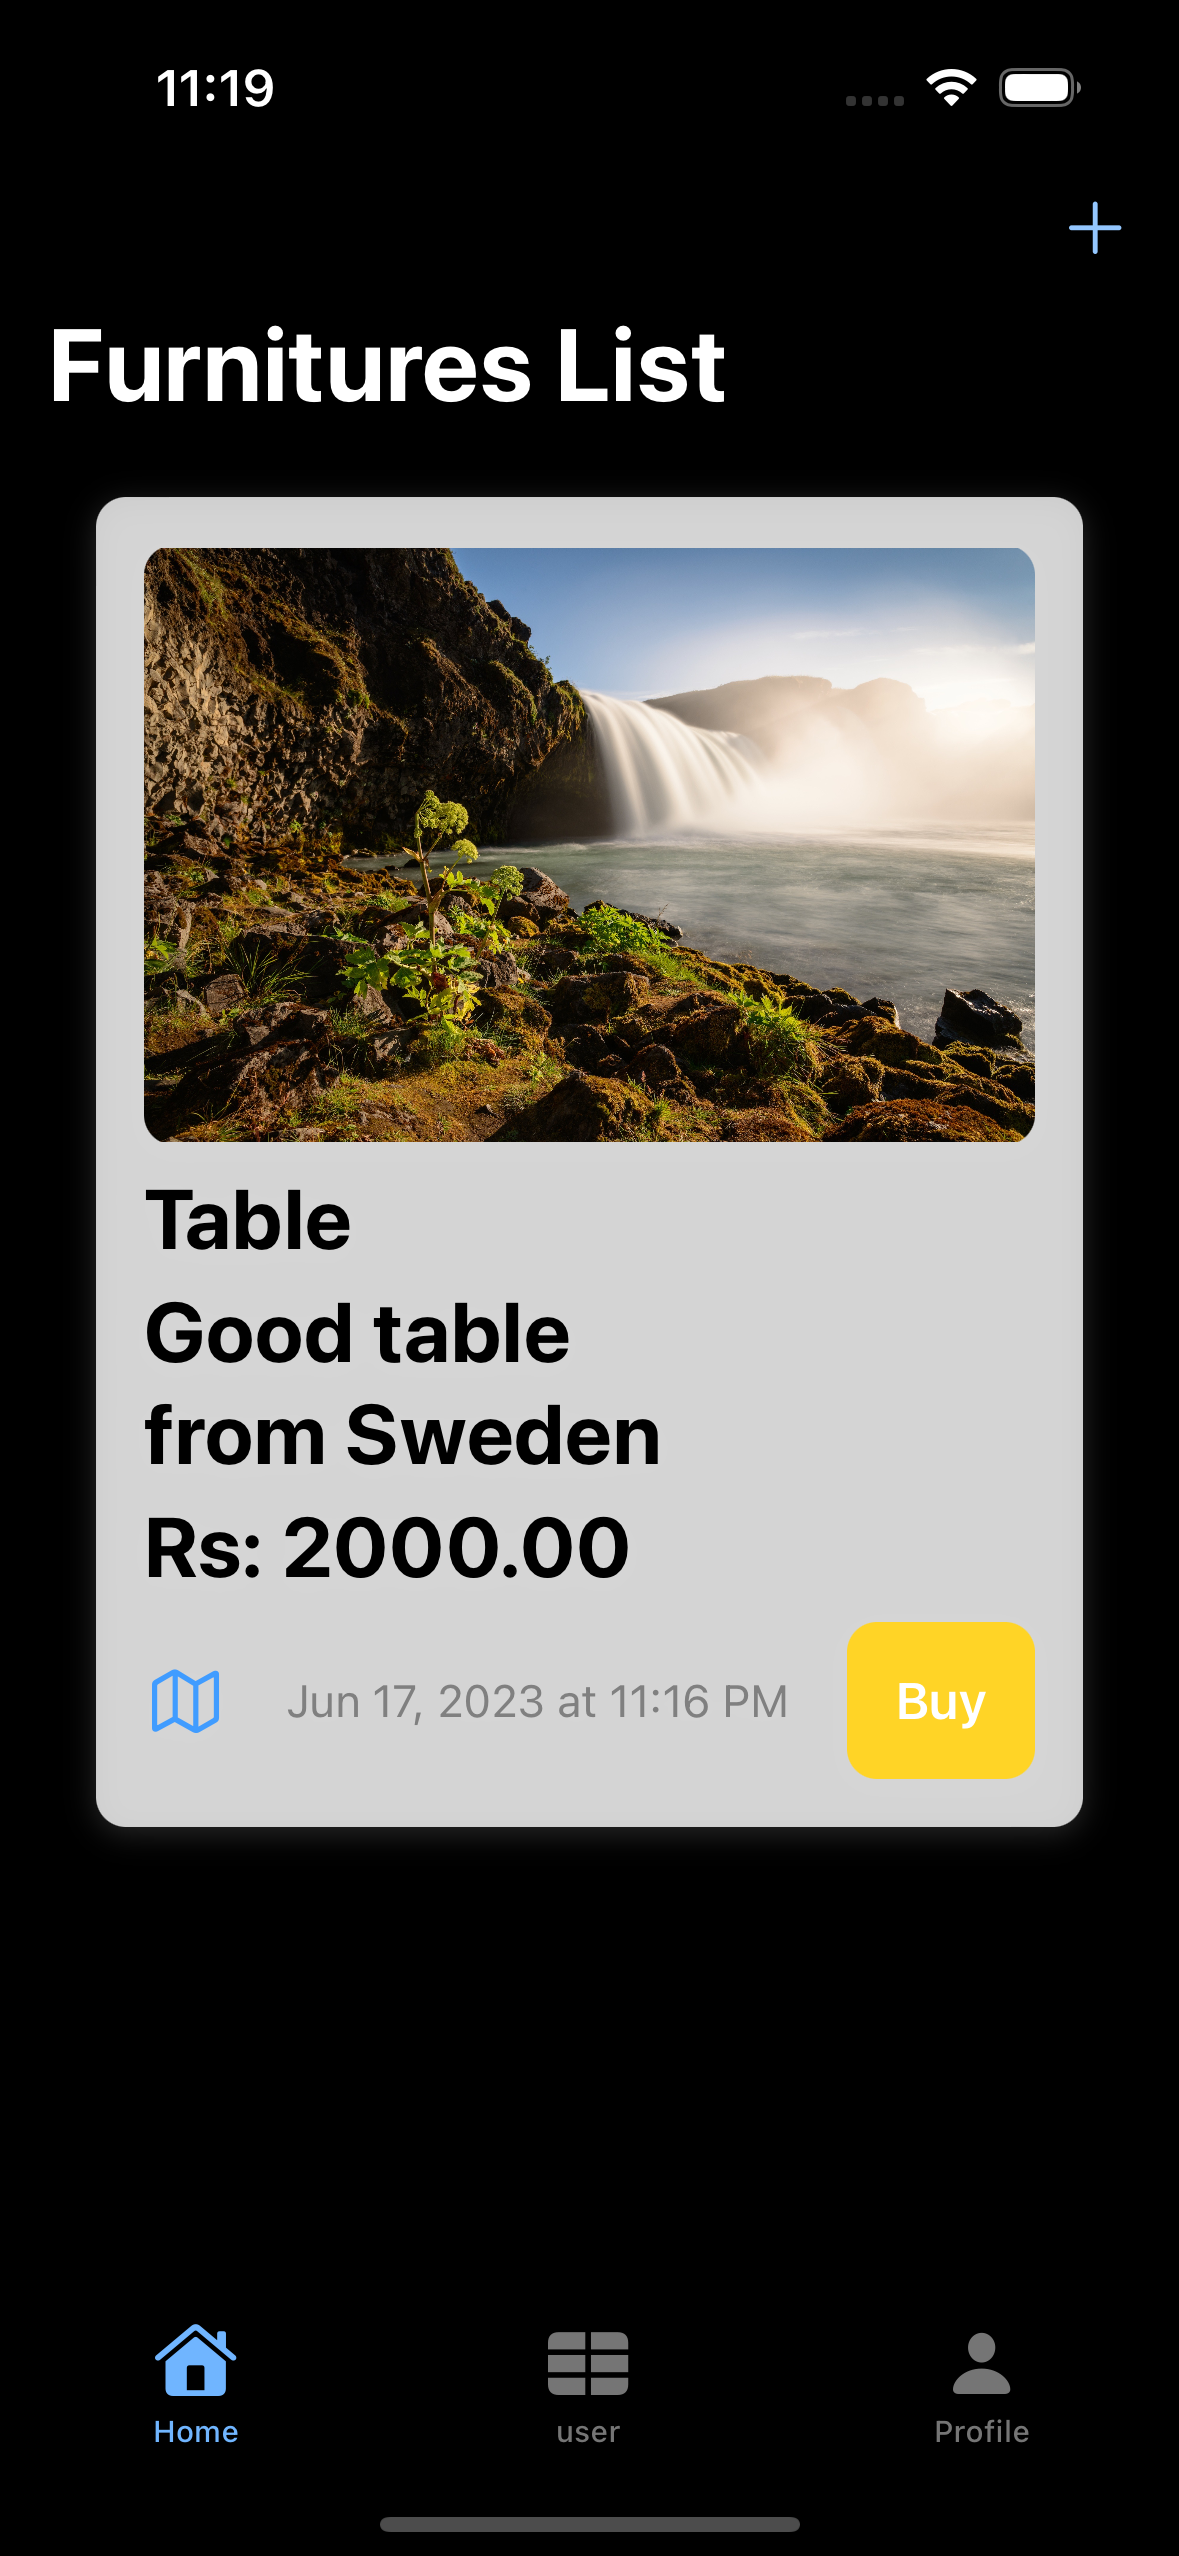 11:19
Furnitures List
Table
Good table
from Sweden
Rs: 2000.00
Jun 17, 2023 at 11:16 PM
Buy
Home
user
Profile